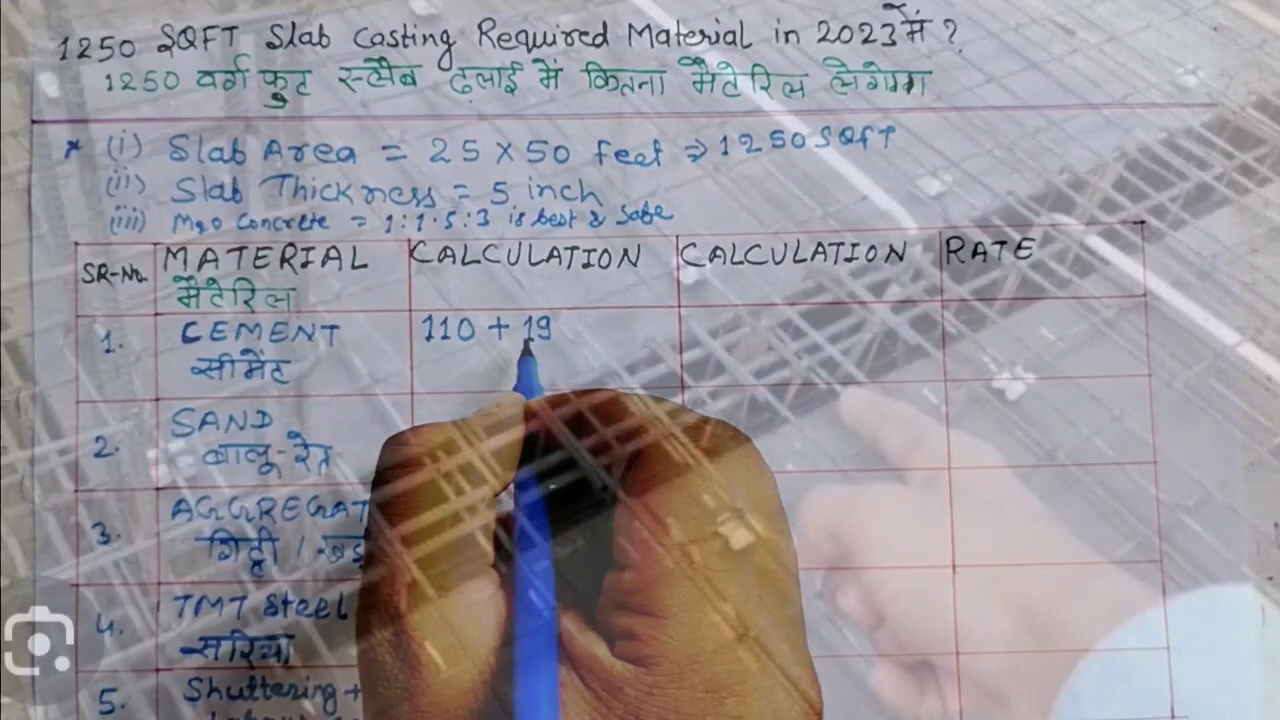 1250 SQFT Slab Casting Required Material in 2023 में ?
1250 वर्ग फुट स्लैब ढलाई में कितना मैटेरिल लगेगा
* (i) Slab Area = 25 X 50 Feet ⇒ 1250 SQFT
(ii) Slab Thickness = 5 inch
(iii) M20 Concrete = 1:1.5:3 is best & Safe
SR-No. MATERIAL CALCULATION CALCULATION RATE
मैटेरिल
1. CEMENT 110 + 19
सीमेंट
2. SAND
बालू-रेत
3. AGGREGAT
गिट्टी /
4. TMT Steel
सरिया
5. Shuttering +